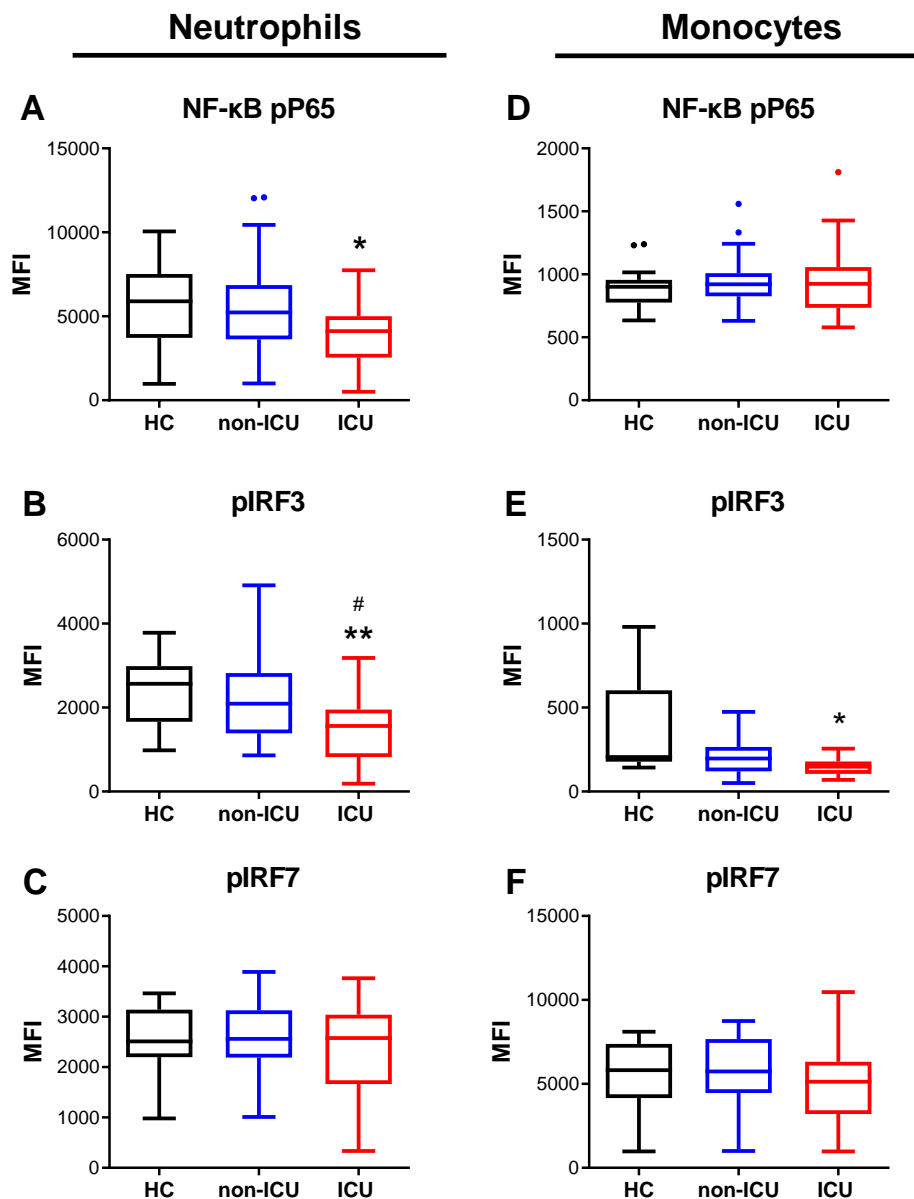 Neutrophils
Monocytes
A
NF-κB pP65
MFI
15000
10000
5000
0
*
HC non-ICU ICU
D
NF-κB pP65
MFI
2000
1500
1000
500
0
HC non-ICU ICU
B
pIRF3
MFI
6000
4000
2000
0
#
**
HC non-ICU ICU
E
pIRF3
MFI
1500
1000
500
0
*
HC non-ICU ICU
C
pIRF7
MFI
5000
4000
3000
2000
1000
0
HC non-ICU ICU
F
pIRF7
MFI
15000
10000
5000
0
HC non-ICU ICU